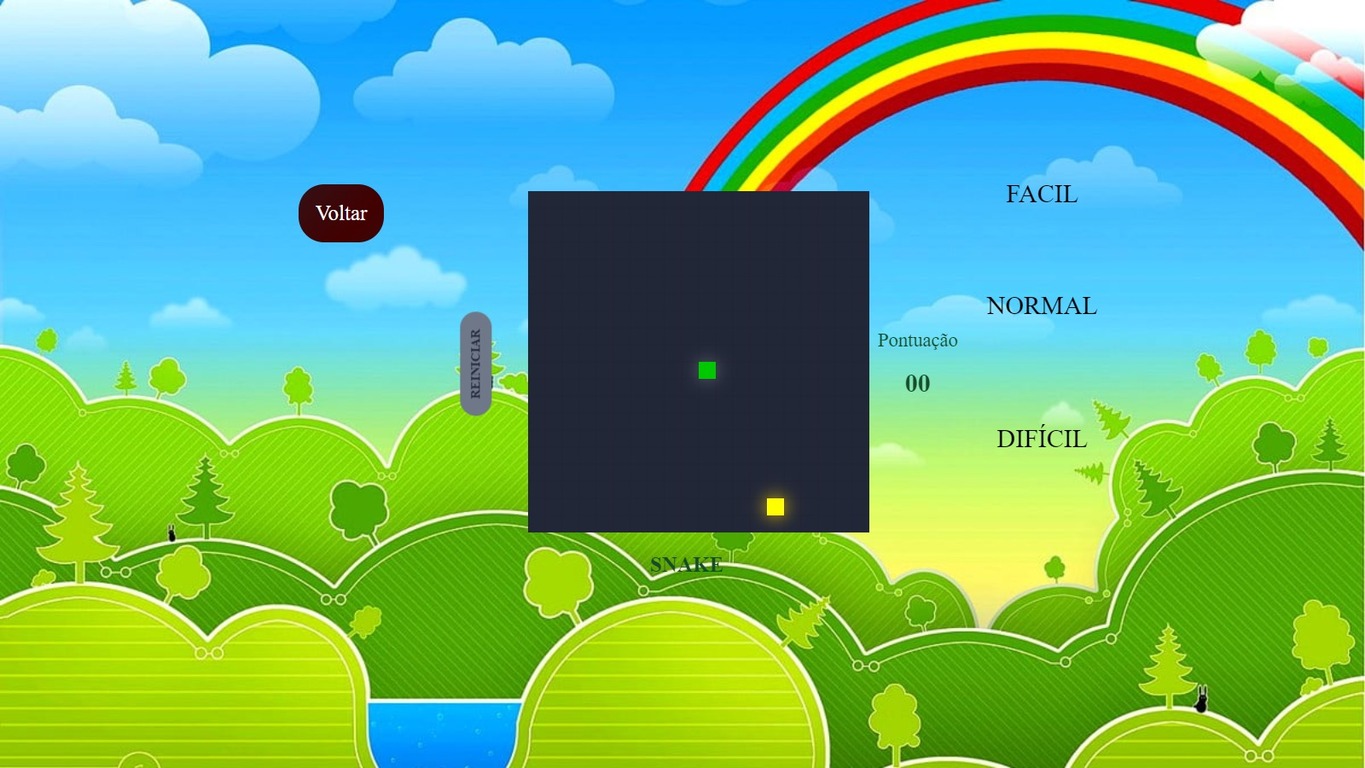 Voltar
FACIL
NORMAL
REINICIAR
Pontuação
00
DIFÍCIL
SNAKE